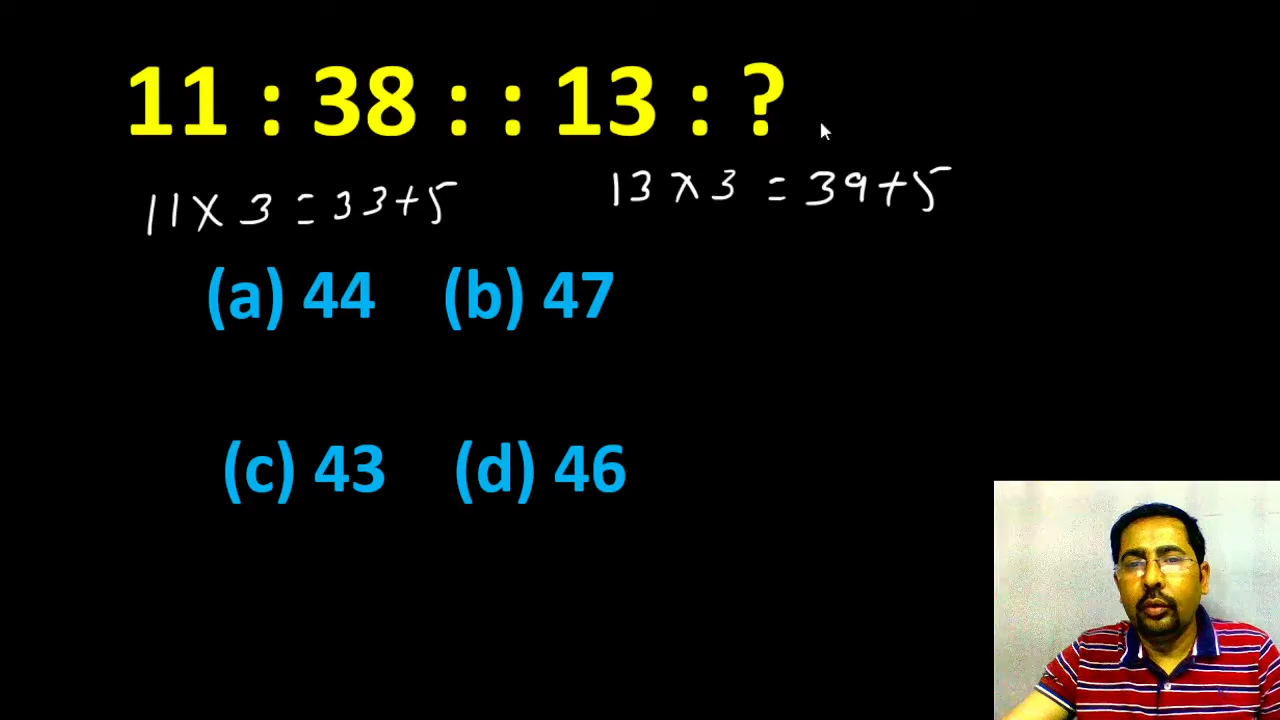 11 : 38 : : 13 : ?
11 x 3 = 33+5 13 x 3 = 39+5
(a) 44 (b) 47
(c) 43 (d) 46